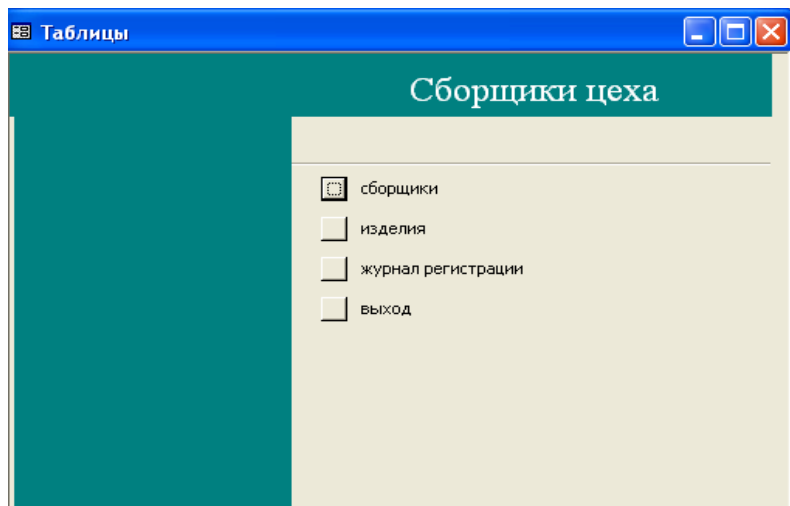 Таблицы
Сборщики цеха
сборщики
изделия
журнал регистрации
выход